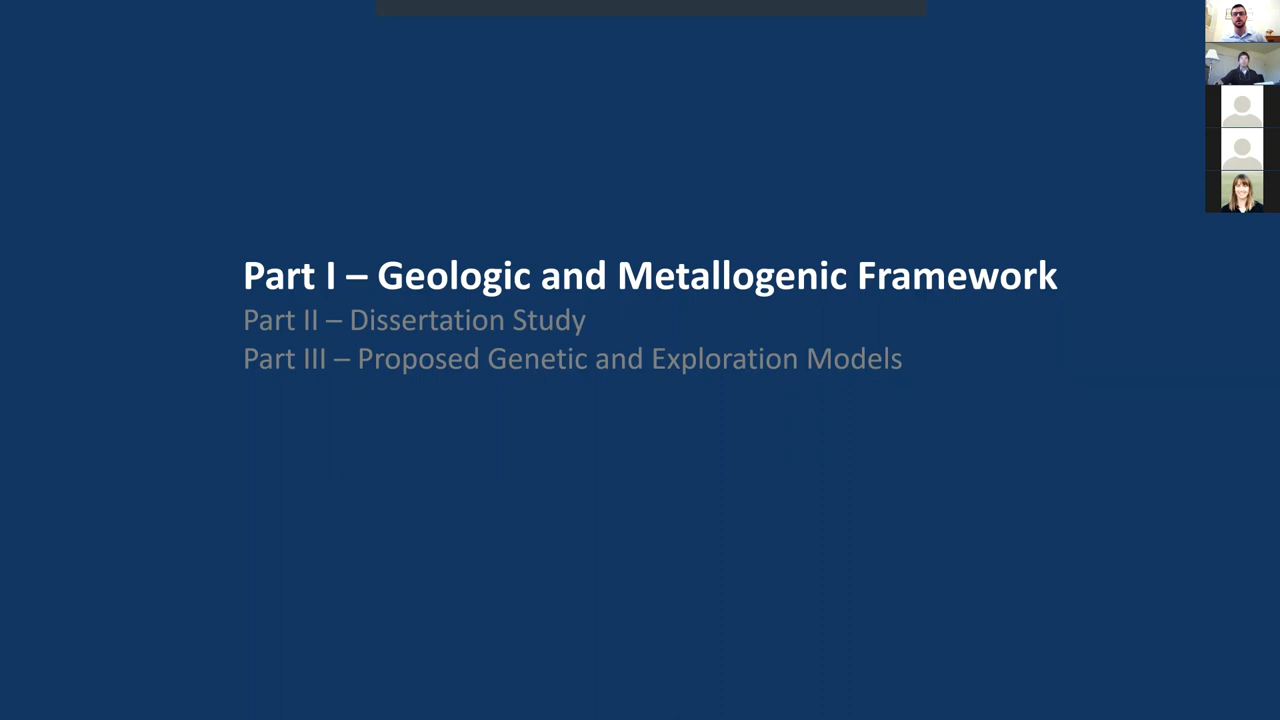 Part I – Geologic and Metallogenic Framework
Part II – Dissertation Study
Part III – Proposed Genetic and Exploration Models